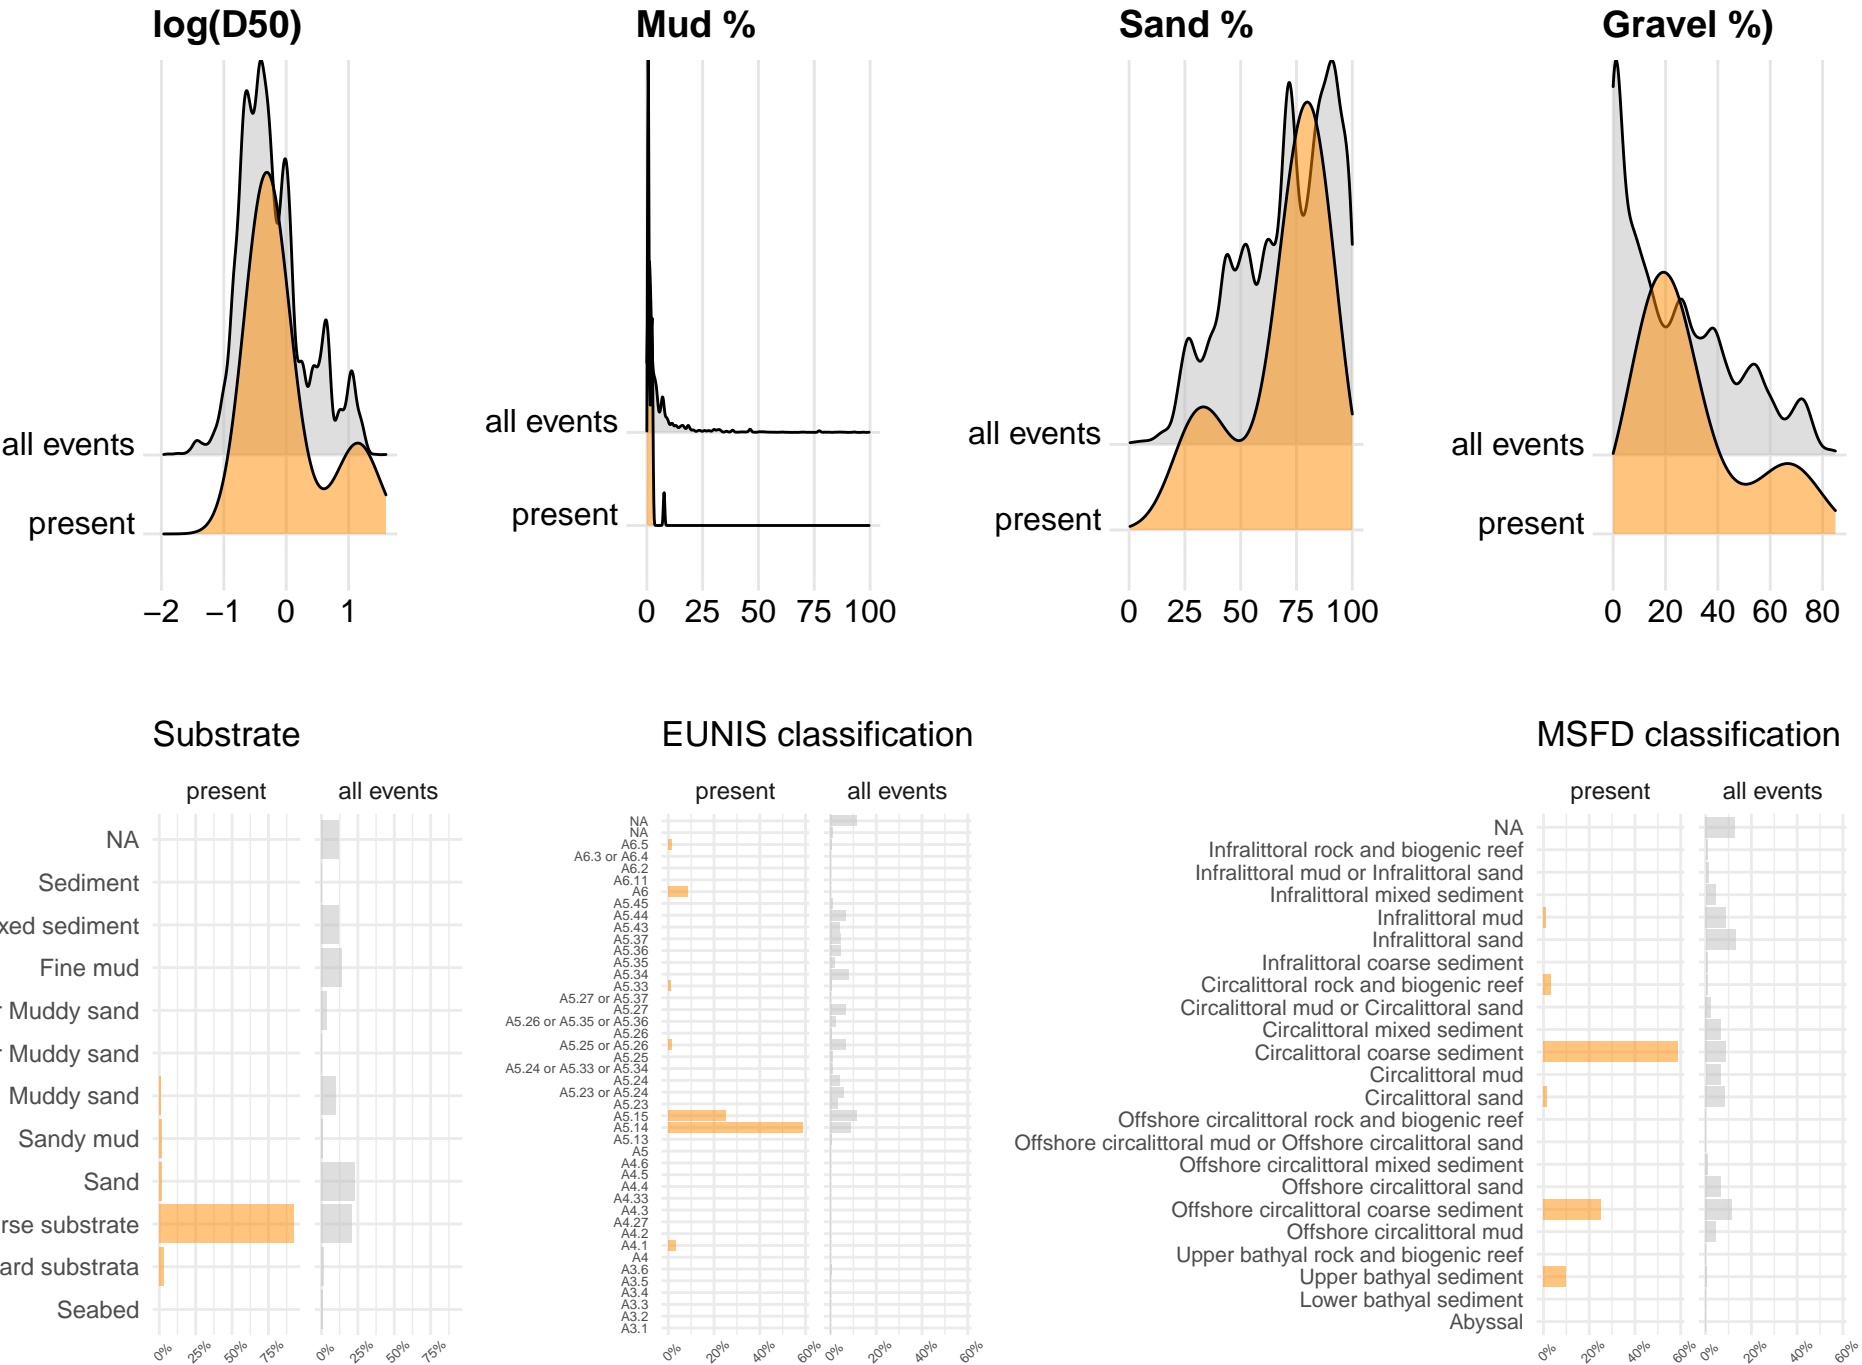 log(D50)
Mud %
Sand %
Gravel %)
all events
present
−2 −1 0 1
all events
present
0 25 50 75 100
all events
present
0 25 50 75 100
all events
present
0 20 40 60 80
Substrate
present all events
NA
Sediment
xed sediment
Fine mud
r Muddy sand
r Muddy sand
Muddy sand
Sandy mud
Sand
rse substrate
ard substrata
Seabed
0% 25% 50% 75% 0% 25% 50% 75%
EUNIS classification
present all events
NA
NA
A6.5
A6.3 or A6.4
A6.2
A6.11
A6
A5.45
A5.44
A5.43
A5.37
A5.36
A5.35
A5.34
A5.33
A5.27 or A5.37
A5.27
A5.26 or A5.35 or A5.36
A5.26
A5.25 or A5.26
A5.25
A5.24 or A5.33 or A5.34
A5.24
A5.23 or A5.24
A5.23
A5.15
A5.14
A5.13
A5
A4.6
A4.5
A4.4
A4.33
A4.3
A4.27
A4.2
A4.1
A4
A3.6
A3.5
A3.4
A3.3
A3.2
A3.1
0% 20% 40% 60% 0% 20% 40% 60%
MSFD classification
present all events
NA
Infralittoral rock and biogenic reef
Infralittoral mud or Infralittoral sand
Infralittoral mixed sediment
Infralittoral mud
Infralittoral sand
Infralittoral coarse sediment
Circalittoral rock and biogenic reef
Circalittoral mud or Circalittoral sand
Circalittoral mixed sediment
Circalittoral coarse sediment
Circalittoral mud
Circalittoral sand
Offshore circalittoral rock and biogenic reef
Offshore circalittoral mud or Offshore circalittoral sand
Offshore circalittoral mixed sediment
Offshore circalittoral sand
Offshore circalittoral coarse sediment
Offshore circalittoral mud
Upper bathyal rock and biogenic reef
Upper bathyal sediment
Lower bathyal sediment
Abyssal
0% 20% 40% 60% 0% 20% 40% 60%